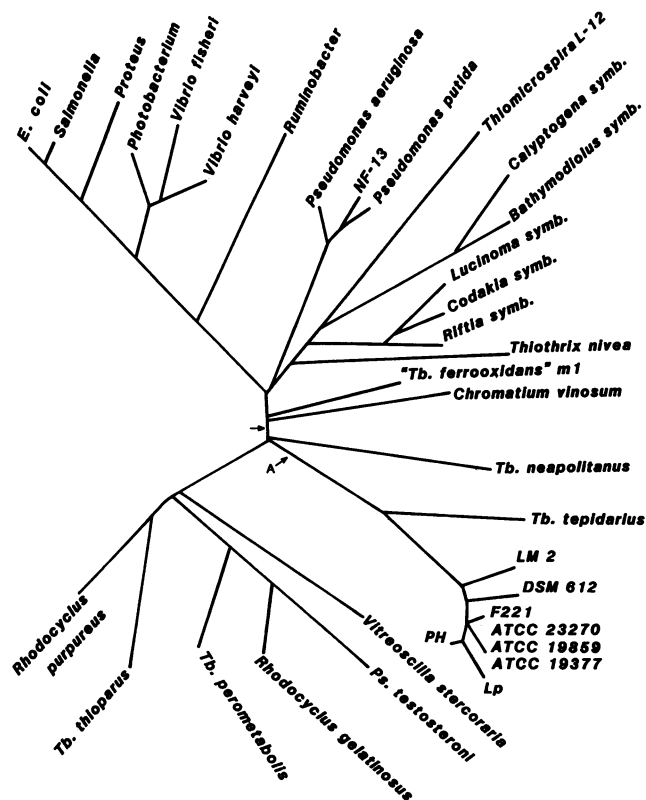 E. coli
Salmonella
Proteus
Photobacterium
Vibrio fisheri
Vibrio harveyi
Ruminobacter
Pseudomonas aeruginosa
NF-13
Pseudomonas putida
Thiomicrospira L-12
Calyptogena symb.
Bathymodiolus symb.
Lucinoma symb.
Codakia symb.
Riftia symb.
Thiothrix nivea
"Tb. ferrooxidans" m1
Chromatium vinosum
A
Tb. neapolitanus
Tb. tepidarius
LM 2
DSM 612
F221
ATCC 23270
ATCC 19859
ATCC 19377
PH
Lp
Vitreoscilla stercoraria
Ps. testosteroni
Rhodocyclus gelatinosus
Tb. perometabolis
Tb. thioparus
Rhodocyclus
purpureus